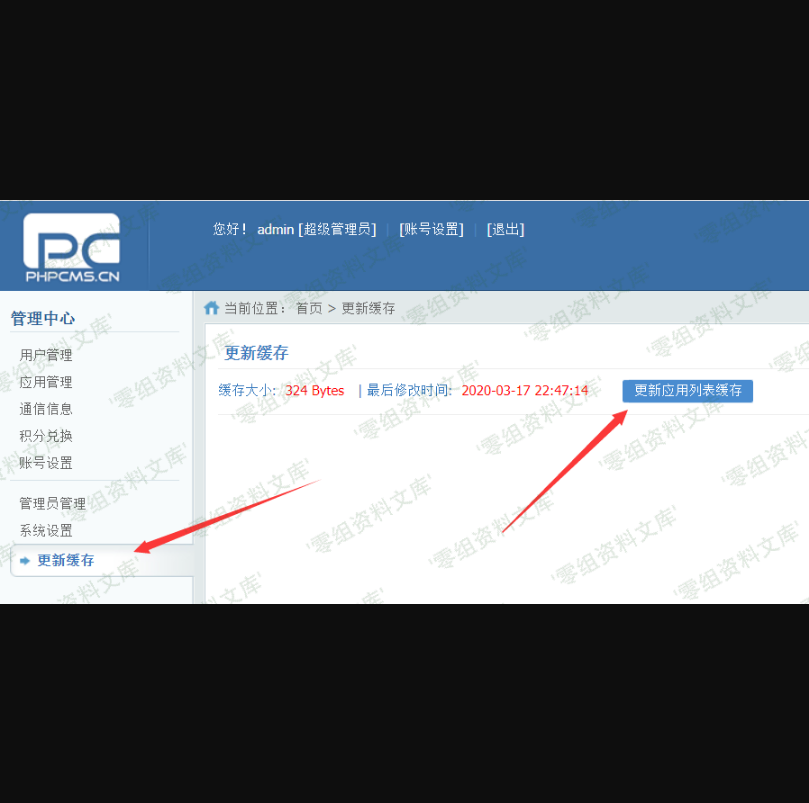 PC
PHPCMS.CN
您好！ admin [超级管理员] | [账号设置] | [退出]
管理中心
用户管理
应用管理
通信信息
积分兑换
账号设置
管理员管理
系统设置
更新缓存
当前位置： 首页 > 更新缓存
更新缓存
缓存大小: 324 Bytes | 最后修改时间: 2020-03-17 22:47:14 更新应用列表缓存
'零组资料文库'